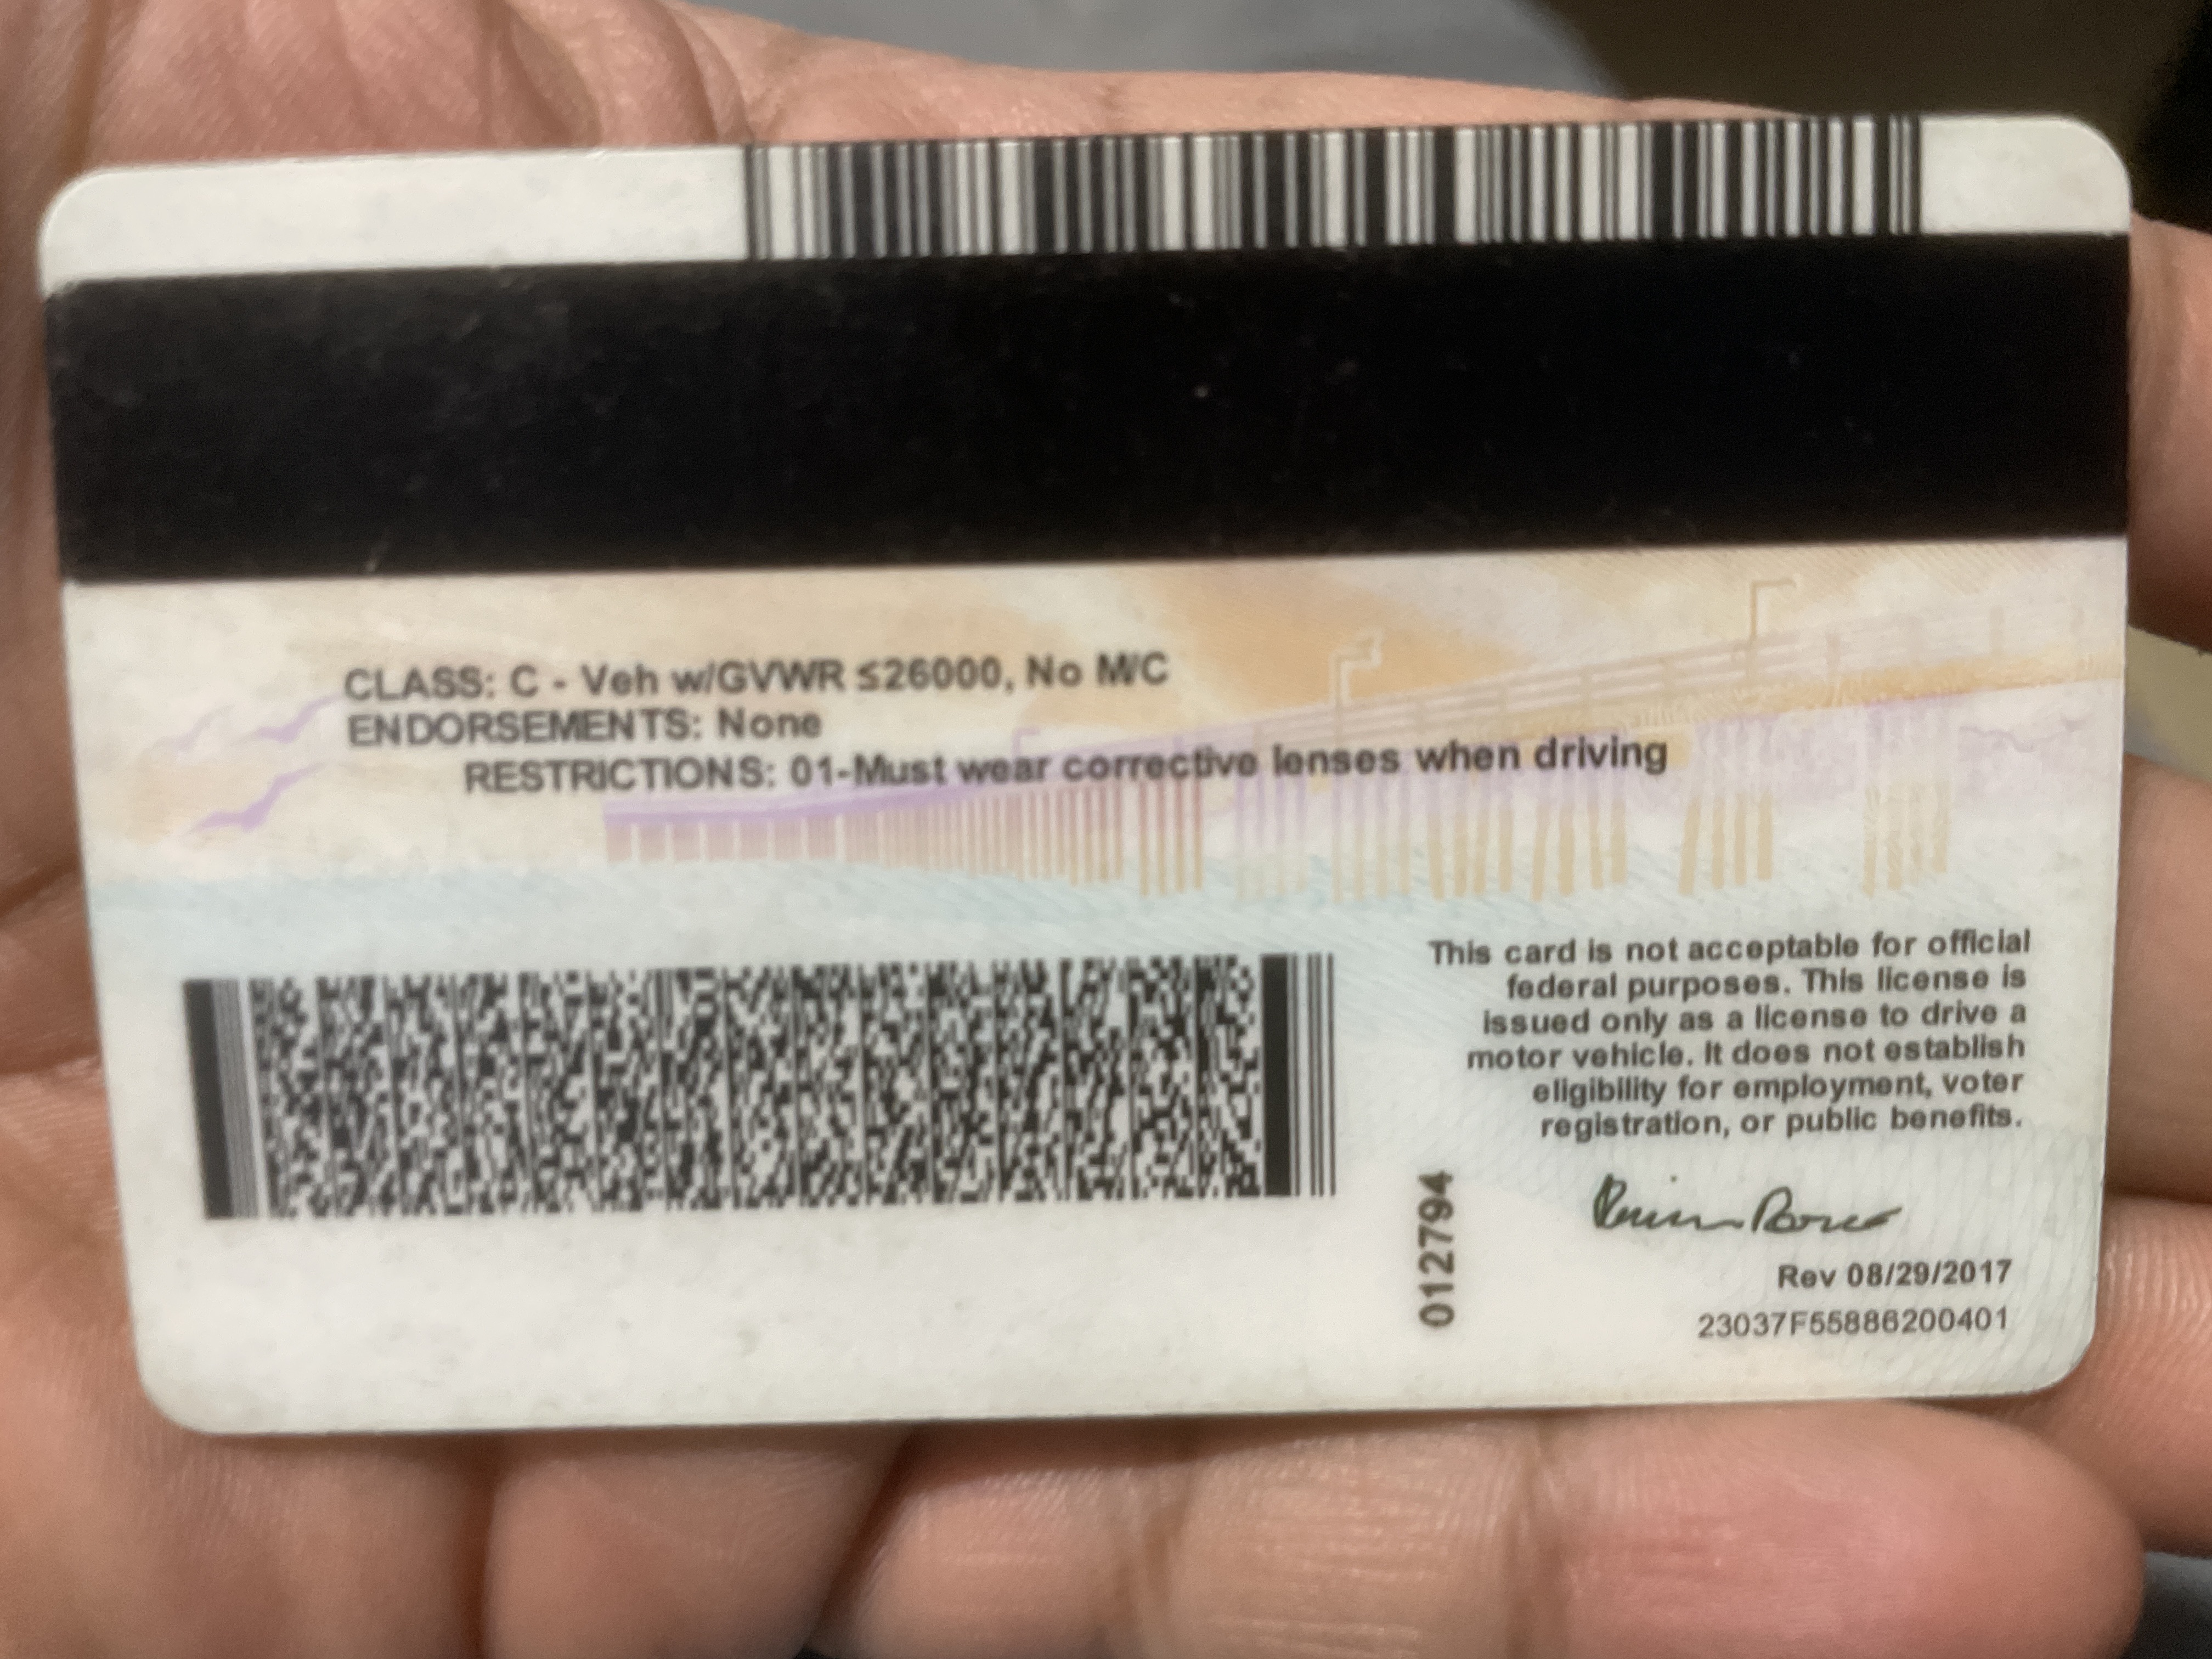 CLASS: C - Veh w/GVWR ≤26000, No M/C
ENDORSEMENTS: None
RESTRICTIONS: 01-Must wear corrective lenses when driving
This card is not acceptable for official
federal purposes. This license is
issued only as a license to drive a
motor vehicle. It does not establish
eligibility for employment, voter
registration, or public benefits.
012794
Rev 08/29/2017
23037F55886200401